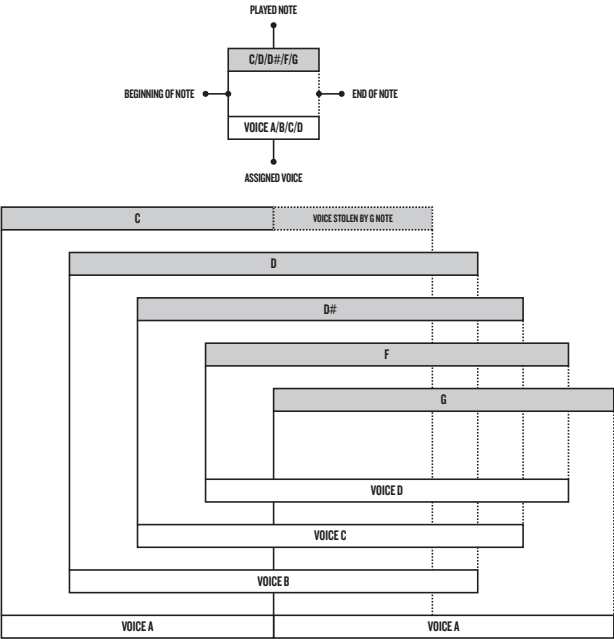 PLAYED NOTE
C/D/D#/F/G
BEGINNING OF NOTE
END OF NOTE
VOICE A/B/C/D
ASSIGNED VOICE
C
VOICE STOLEN BY G NOTE
D
D#
F
G
VOICE D
VOICE C
VOICE B
VOICE A
VOICE A